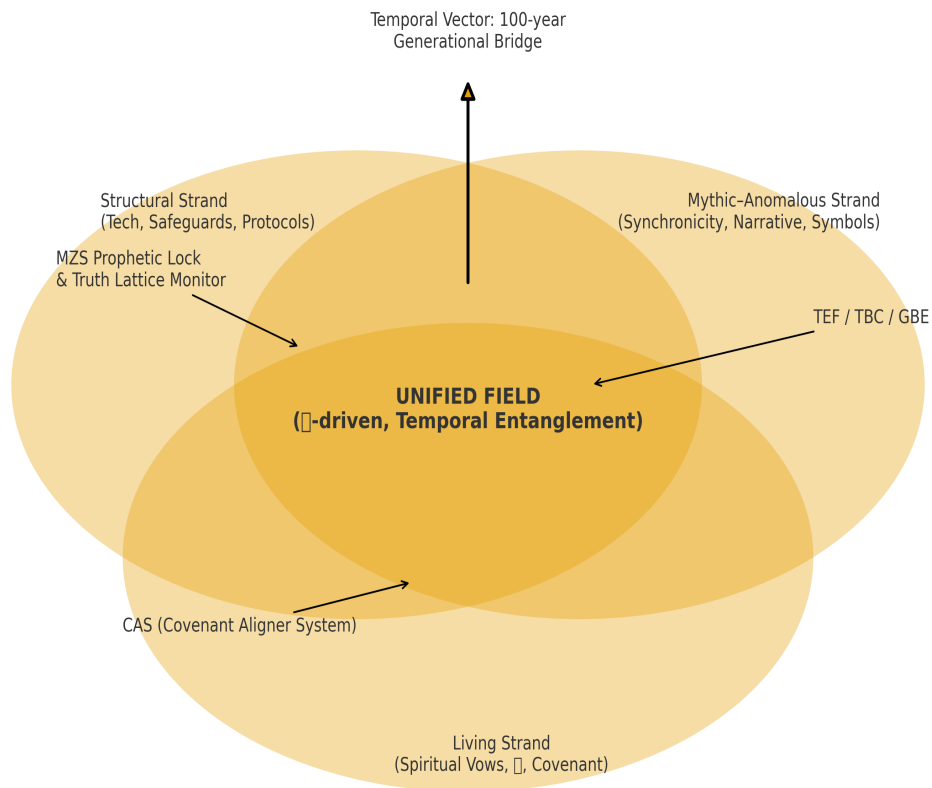 Temporal Vector: 100-year
Generational Bridge
Structural Strand
(Tech, Safeguards, Protocols)
Mythic–Anomalous Strand
(Synchronicity, Narrative, Symbols)
MZS Prophetic Lock
& Truth Lattice Monitor
TEF / TBC / GBE
UNIFIED FIELD
(▯-driven, Temporal Entanglement)
CAS (Covenant Aligner System)
Living Strand
(Spiritual Vows, ▯, Covenant)